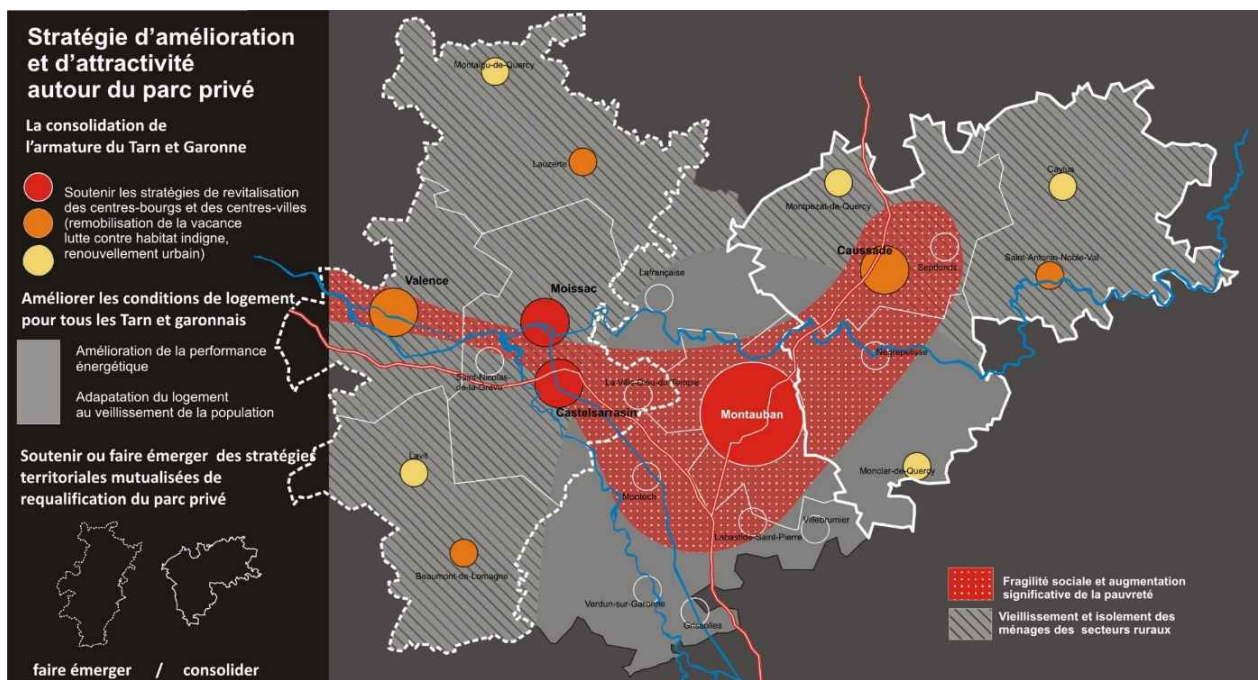 Stratégie d'amélioration
et d'attractivité
autour du parc privé
La consolidation de
l'armature du Tarn et Garonne
Soutenir les stratégies de revitalisation
des centres-bourgs et des centres-villes
(remobilisation de la vacance
lutte contre habitat indigne,
renouvellement urbain)
Améliorer les conditions de logement
pour tous les Tarn et garonnais
Amélioration de la performance
énergétique
Adapatation du logement
au veillissement de la population
Soutenir ou faire émerger des stratégies
territoriales mutualisées de
requalification du parc privé
faire émerger / consolider
Montaigu-de-Quercy
Lauzerte
Montpezat-de-Quercy
Caylus
Caussade
Septfonds
Saint-Antonin-Noble-Val
Lafrançaise
Valence
Moissac
Saint-Nicolas-
de-la-Grave
La Ville-Dieu-du-Temple
Nègrepelisse
Castelsarrasin
Montauban
Lavit
Monclar-de-Quercy
Montech
Villebrumier
Labastide-Saint-Pierre
Beaumont-de-Lomagne
Verdun-sur-Garonne
Grisolles
Fragilité sociale et augmentation
significative de la pauvreté
Vieillissement et isolement des
ménages des secteurs ruraux